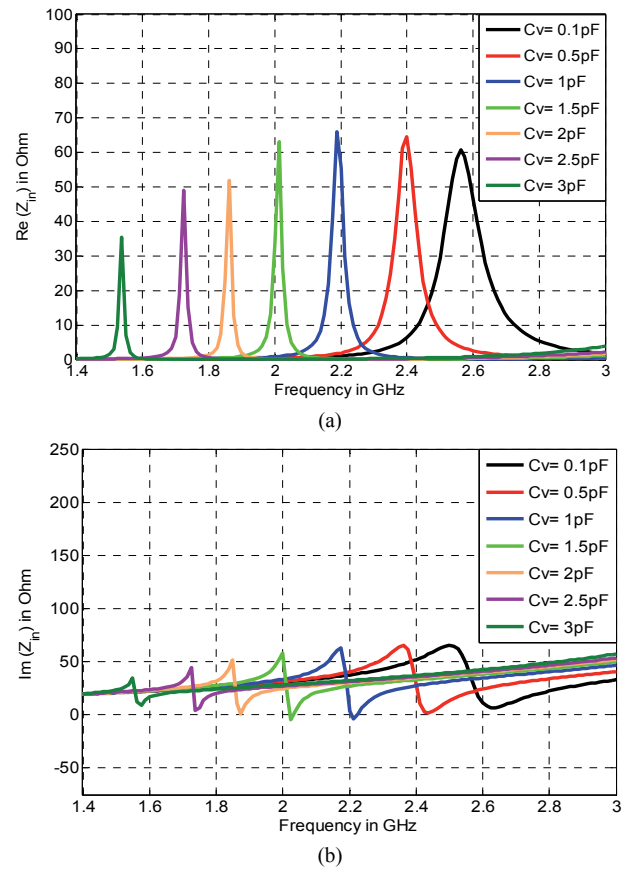 100
90
80
70
60
50
40
30
20
10
0
Re (Z_in) in Ohm
1.4 1.6 1.8 2 2.2 2.4 2.6 2.8 3
Frequency in GHz
Cv= 0.1pF
Cv= 0.5pF
Cv= 1pF
Cv= 1.5pF
Cv= 2pF
Cv= 2.5pF
Cv= 3pF
(a)
250
200
150
100
50
0
-50
Im (Z_in) in Ohm
1.4 1.6 1.8 2 2.2 2.4 2.6 2.8 3
Frequency in GHz
Cv= 0.1pF
Cv= 0.5pF
Cv= 1pF
Cv= 1.5pF
Cv= 2pF
Cv= 2.5pF
Cv= 3pF
(b)